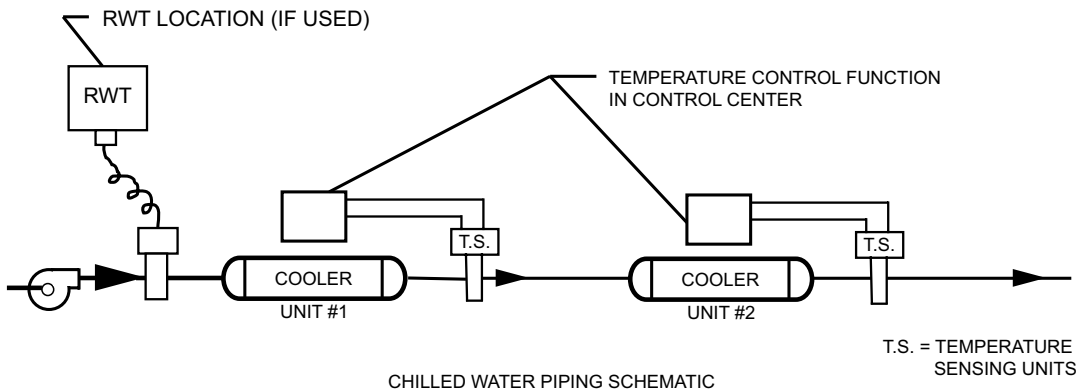 RWT LOCATION (IF USED)
RWT
TEMPERATURE CONTROL FUNCTION
IN CONTROL CENTER
T.S.
T.S.
COOLER
UNIT #1
COOLER
UNIT #2
T.S. = TEMPERATURE
SENSING UNITS
CHILLED WATER PIPING SCHEMATIC